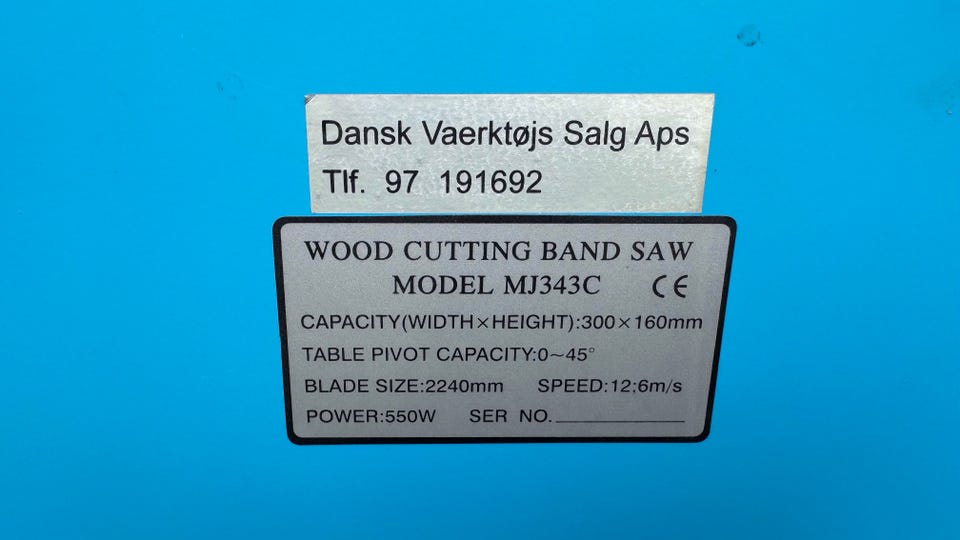 Dansk Vaerktøjs Salg Aps
Tlf. 97 191692
WOOD CUTTING BAND SAW
MODEL MJ343C CE
CAPACITY(WIDTH×HEIGHT):300×160mm
TABLE PIVOT CAPACITY:0~45°
BLADE SIZE:2240mm SPEED:12;6m/s
POWER:550W SER NO.